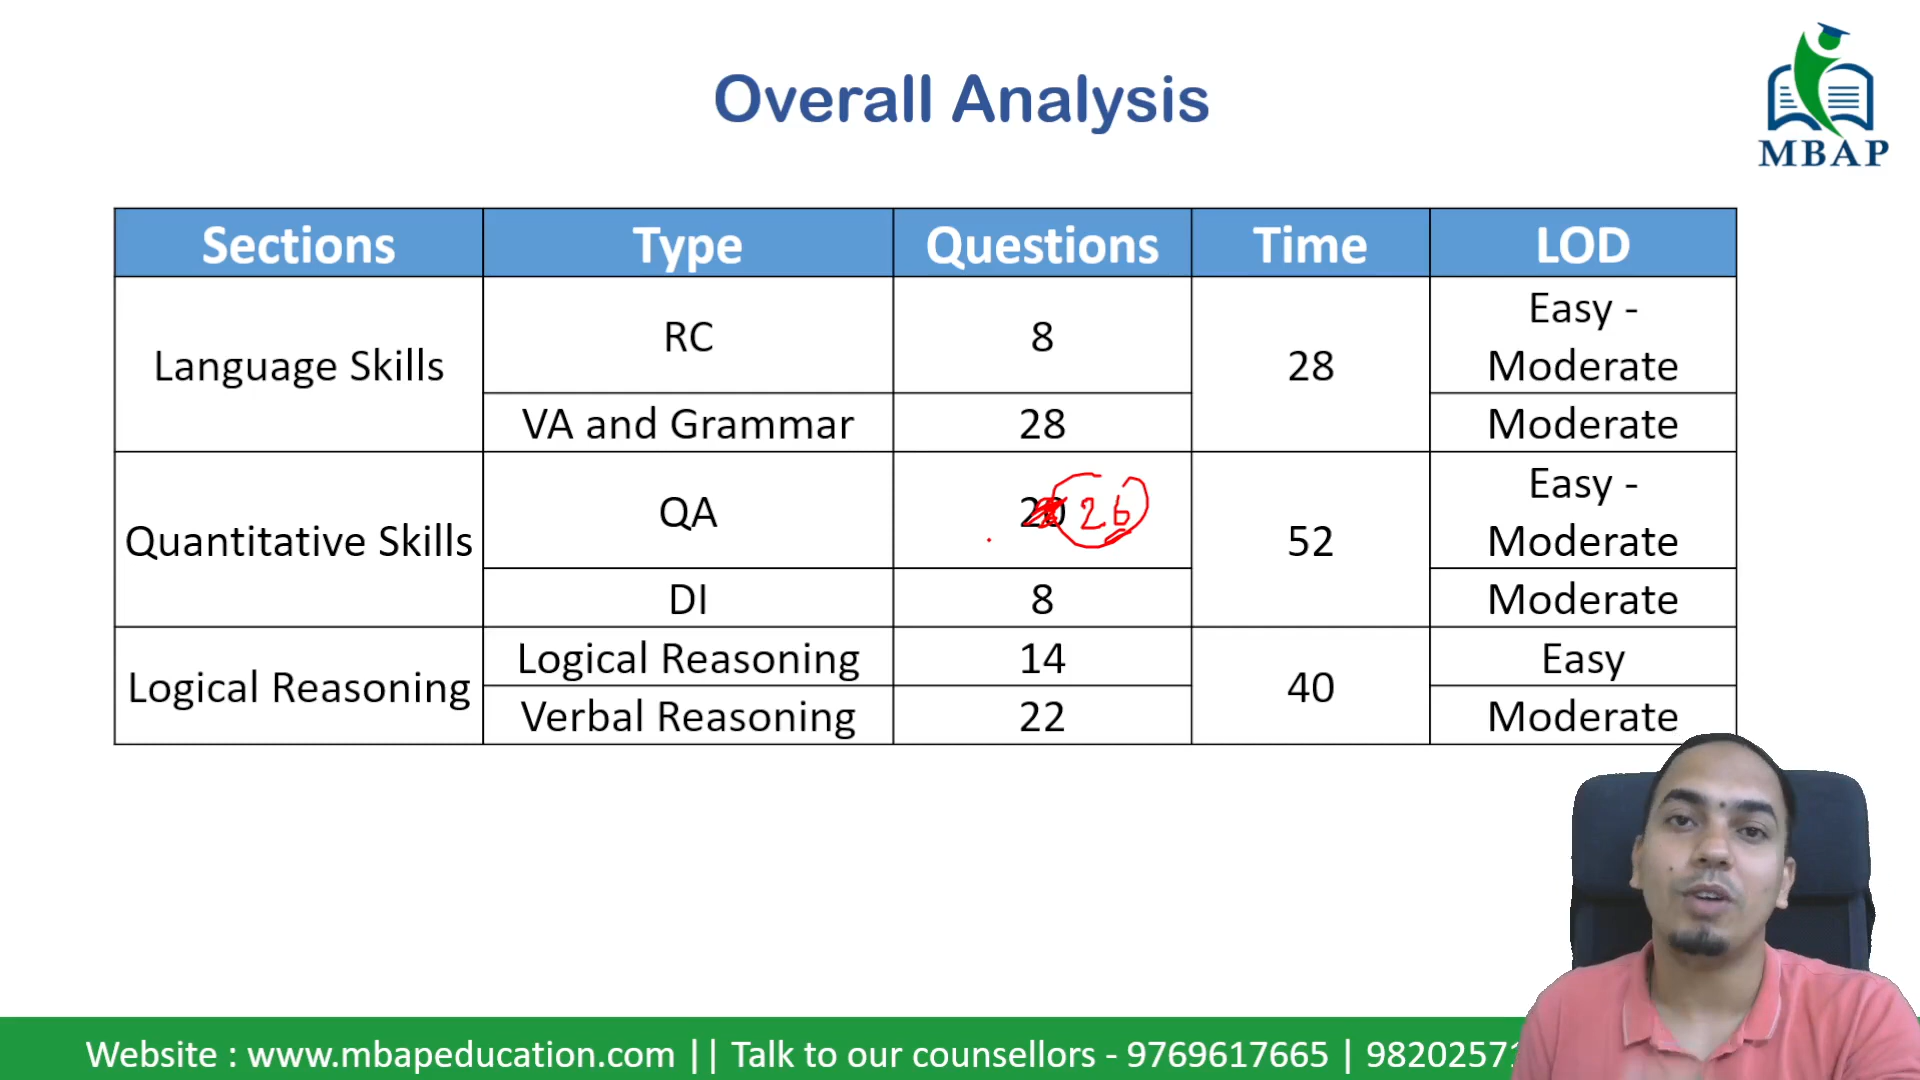 Overall Analysis
MBAP
Sections Type Questions Time LOD
Language Skills RC 8 28 Easy - Moderate
VA and Grammar 28 Moderate
Quantitative Skills QA 20 26 52 Easy - Moderate
DI 8 Moderate
Logical Reasoning Logical Reasoning 14 40 Easy
Verbal Reasoning 22 Moderate
Website : www.mbapeducation.com || Talk to our counsellors - 9769617665 | 9820257